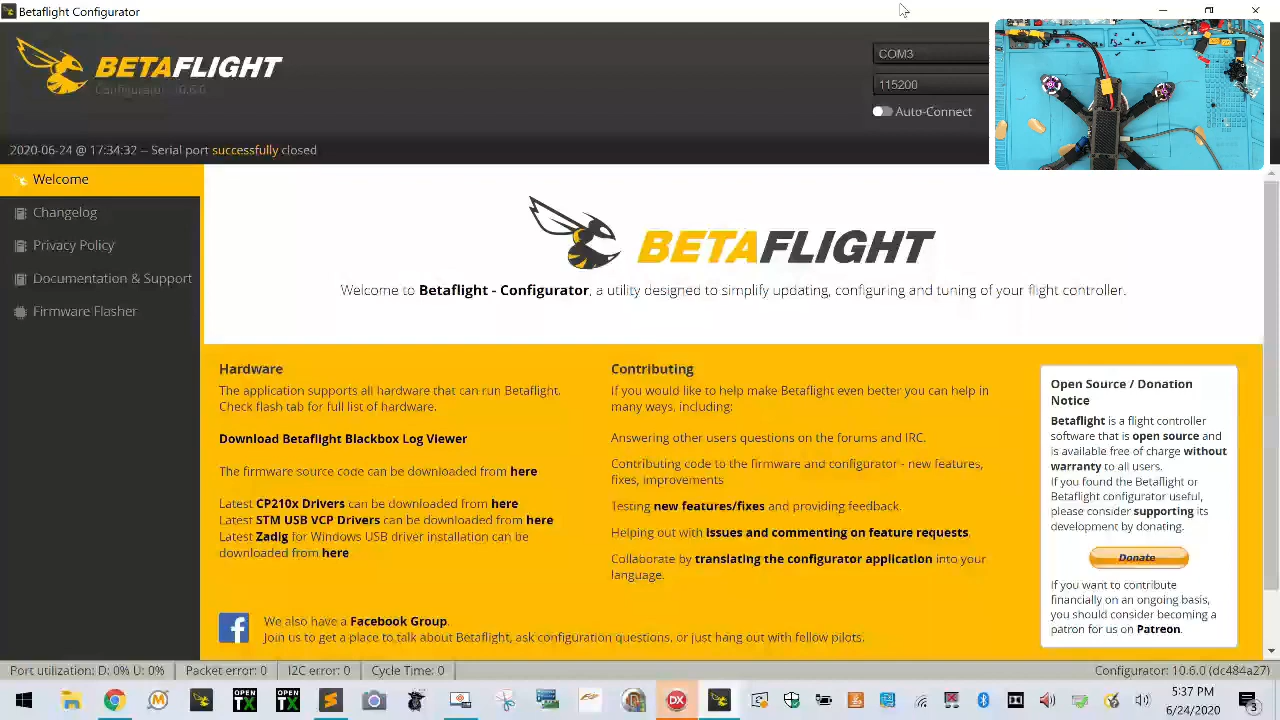 Betaflight Configurator
BETAFLIGHT
Configurator 10.6.0
COM3
115200
Auto-Connect
2020-06-24 @ 17:34:32 -- Serial port successfully closed
Welcome
Changelog
Privacy Policy
Documentation & Support
Firmware Flasher
BETAFLIGHT
Welcome to Betaflight - Configurator, a utility designed to simplify updating, configuring and tuning of your flight controller.
Hardware
The application supports all hardware that can run Betaflight.
Check flash tab for full list of hardware.
Download Betaflight Blackbox Log Viewer
The firmware source code can be downloaded from here
Latest CP210x Drivers can be downloaded from here
Latest STM USB VCP Drivers can be downloaded from here
Latest Zadig for Windows USB driver installation can be
downloaded from here
Contributing
If you would like to help make Betaflight even better you can help in
many ways, including:
Answering other users questions on the forums and IRC.
Contributing code to the firmware and configurator - new features,
fixes, improvements
Testing new features/fixes and providing feedback.
Helping out with issues and commenting on feature requests.
Collaborate by translating the configurator application into your
language.
Open Source / Donation
Notice
Betaflight is a flight controller
software that is open source and
is available free of charge without
warranty to all users.
If you found the Betaflight or
Betaflight configurator useful,
please consider supporting its
development by donating.
Donate
If you want to contribute
financially on an ongoing basis,
you should consider becoming a
patron for us on Patreon.
We also have a Facebook Group.
Join us to get a place to talk about Betaflight, ask configuration questions, or just hang out with fellow pilots.
Port utilization: D: 0% U: 0%
Packet error: 0
I2C error: 0
Cycle Time: 0
Configurator: 10.6.0 (dc484a27)
OPEN
TX
OPEN
TX
DX
5:37 PM
6/24/2020
3